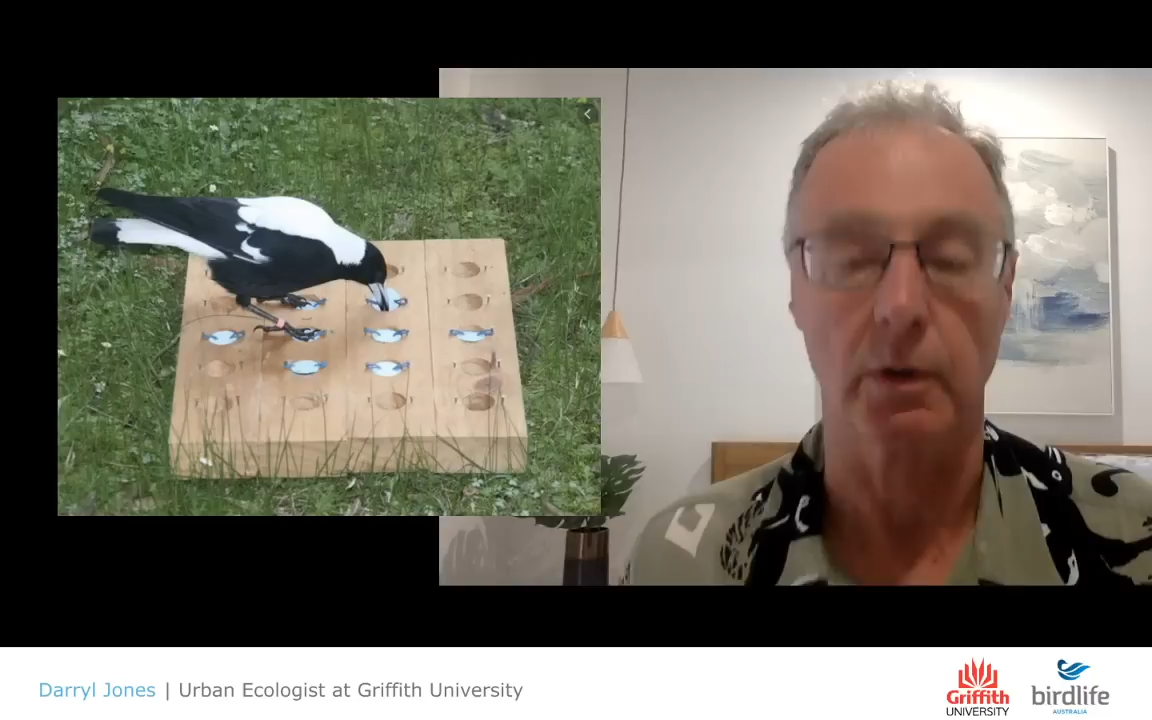 Darryl Jones | Urban Ecologist at Griffith University
Griffith
UNIVERSITY
birdlife
AUSTRALIA